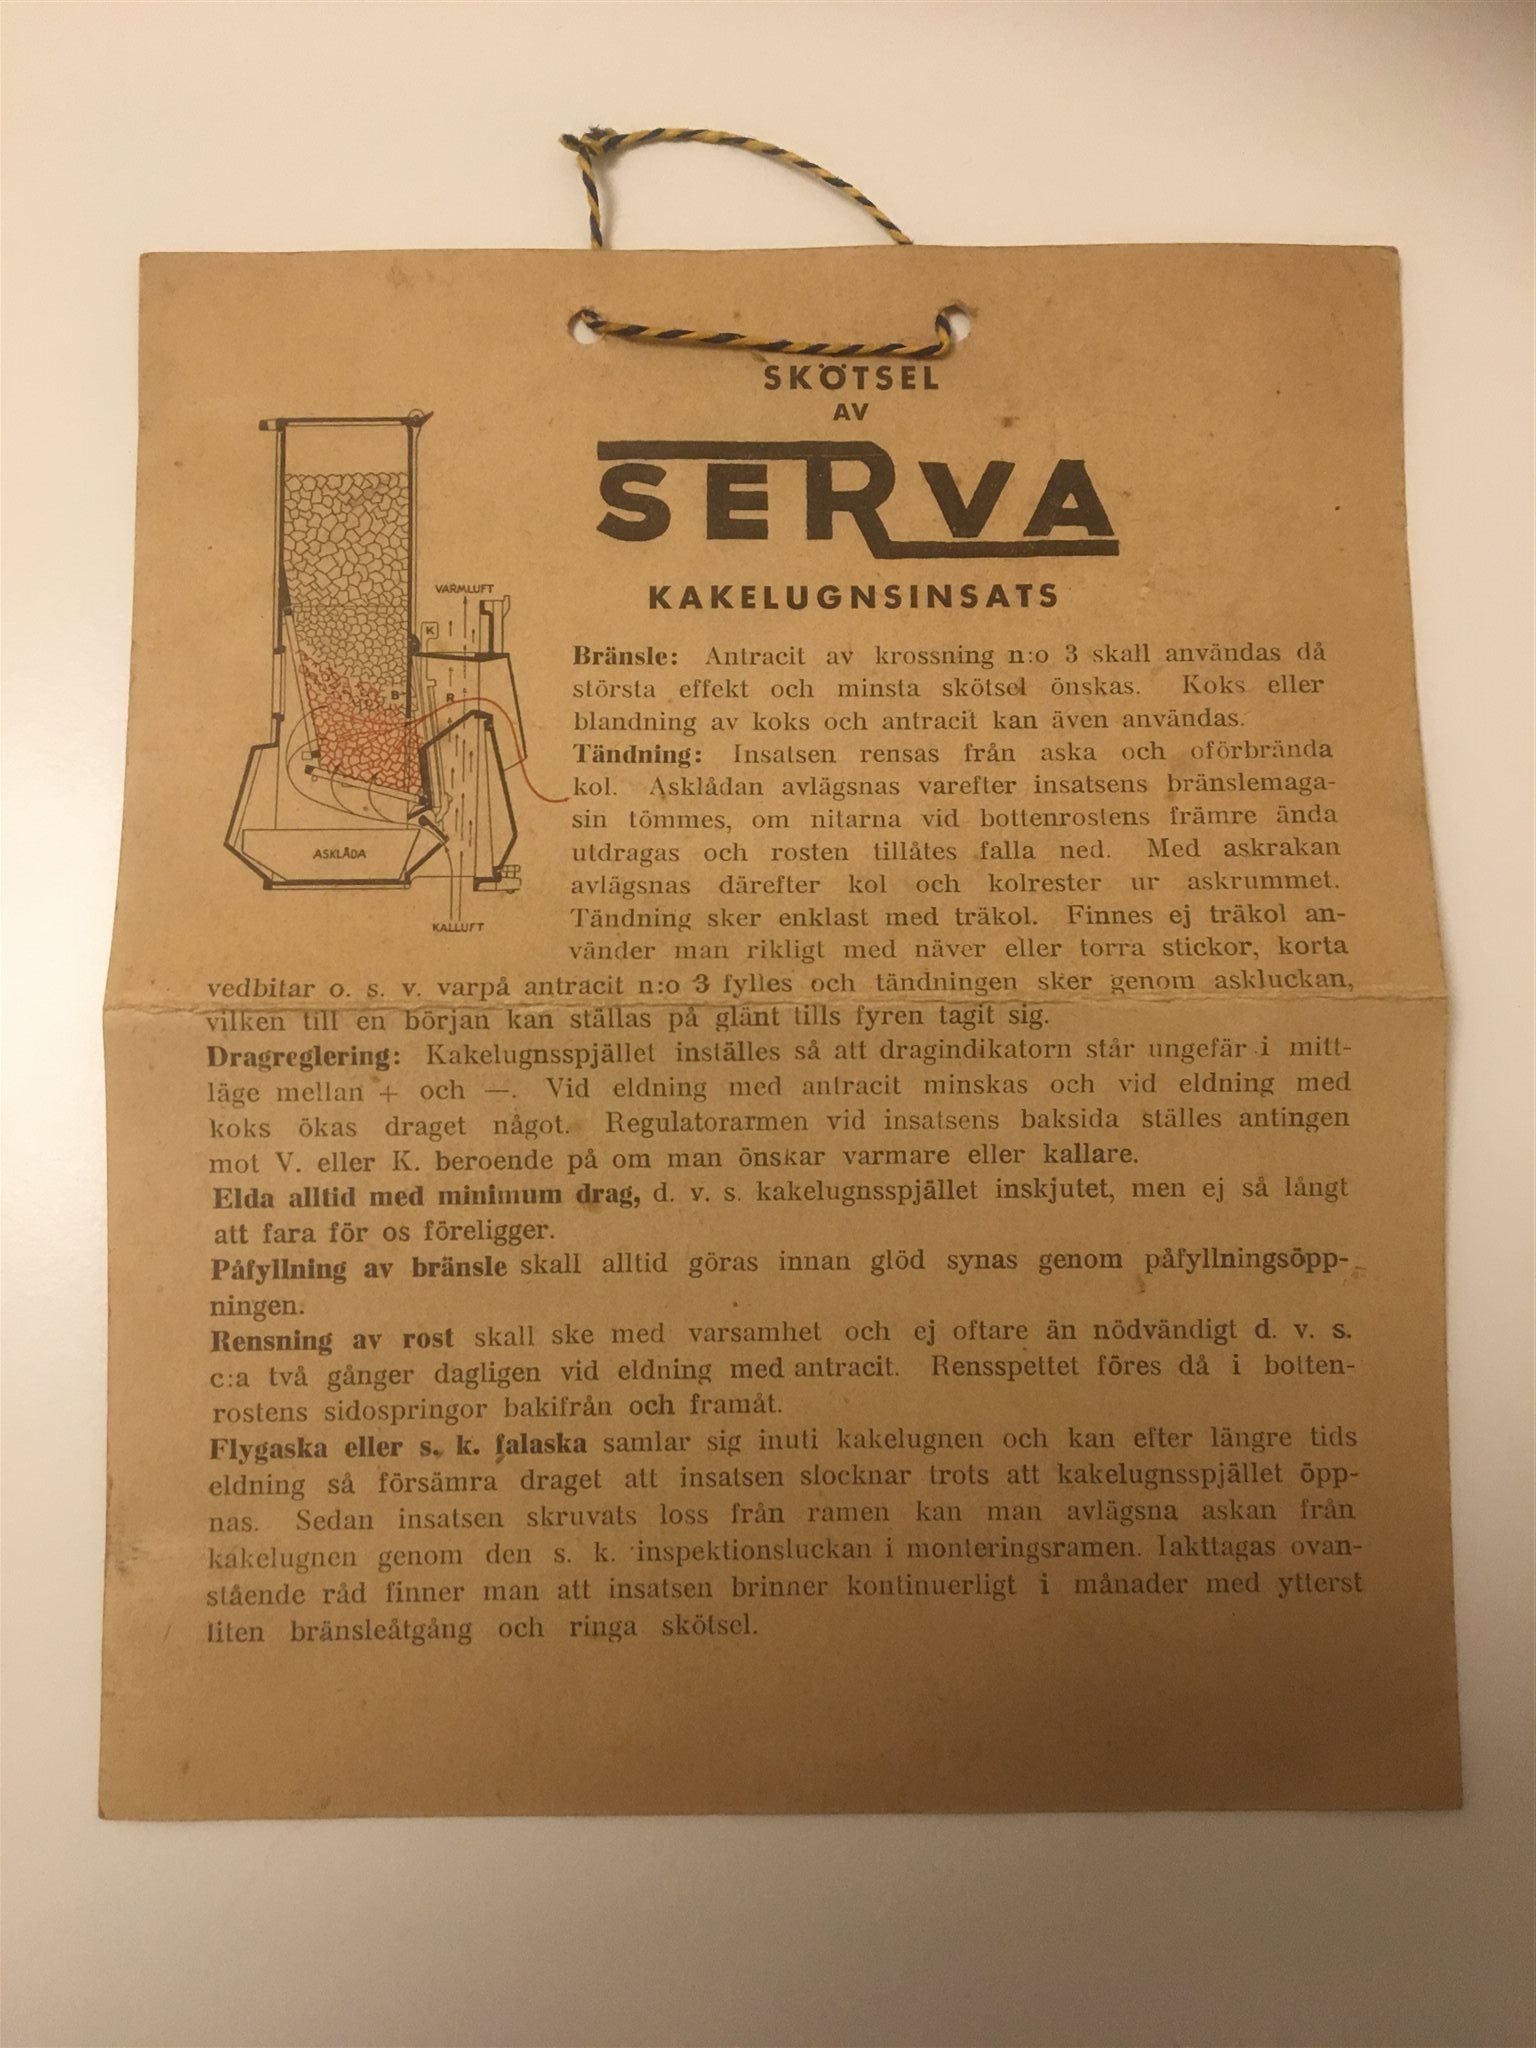 SKÖTSEL
AV
SERVA
KAKELUGNSINSATS
VARMLUFT
K
B
R
ASKLÅDA
KALLUFT
Bränsle: Antracit av krossning n:o 3 skall användas då
största effekt och minsta skötsel önskas. Koks eller
blandning av koks och antracit kan även användas.
Tändning: Insatsen rensas från aska och oförbrända
kol. Asklådan avlägsnas varefter insatsens bränslemaga-
sin tömmes, om nitarna vid bottenrostens främre ända
utdragas och rosten tillåtes falla ned. Med askrakan
avlägsnas därefter kol och kolrester ur askrummet.
Tändning sker enklast med träkol. Finnes ej träkol an-
vänder man rikligt med näver eller torra stickor, korta
vedbitar o. s. v. varpå antracit n:o 3 fylles och tändningen sker genom askluckan,
vilken till en början kan ställas på glänt tills fyren tagit sig.
Dragreglering: Kakelugnsspjället inställes så att dragindikatorn står ungefär i mitt-
läge mellan + och —. Vid eldning med antracit minskas och vid eldning med
koks ökas draget något. Regulatorarmen vid insatsens baksida ställes antingen
mot V. eller K. beroende på om man önskar varmare eller kallare.
Elda alltid med minimum drag, d. v. s. kakelugnsspjället inskjutet, men ej så långt
att fara för os föreligger.
Påfyllning av bränsle skall alltid göras innan glöd synas genom påfyllningsöpp-
ningen.
Rensning av rost skall ske med varsamhet och ej oftare än nödvändigt d. v. s.
c:a två gånger dagligen vid eldning med antracit. Rensspettet föres då i botten-
rostens sidospringor bakifrån och framåt.
Flygaska eller s. k. falaska samlar sig inuti kakelugnen och kan efter längre tids
eldning så försämra draget att insatsen slocknar trots att kakelugnsspjället öpp-
nas. Sedan insatsen skruvats loss från ramen kan man avlägsna askan från
kakelugnen genom den s. k. inspektionsluckan i monteringsramen. Iakttagas ovan-
stående råd finner man att insatsen brinner kontinuerligt i månader med ytterst
liten bränsleåtgång och ringa skötsel.